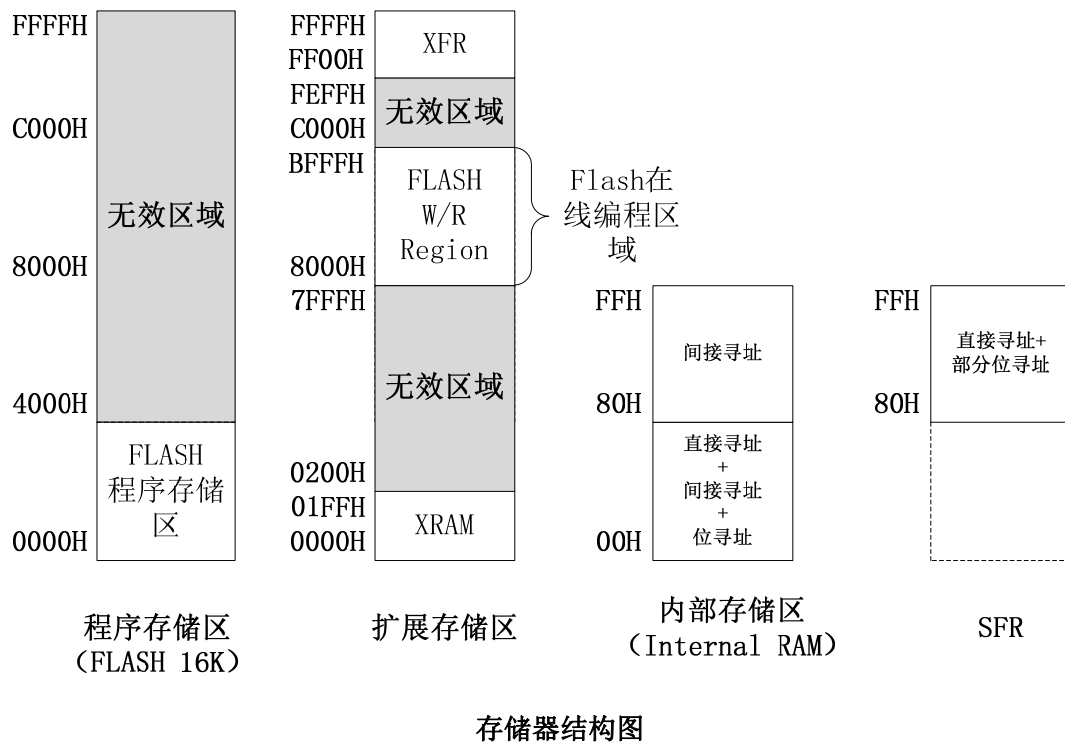 FFFFH
C000H
无效区域
8000H
4000H
FLASH
程序存储
区
0000H
程序存储区
(FLASH 16K)
FFFFH
XFR
FF00H
FEFFH
无效区域
C000H
BFFFH
FLASH
W/R
Region
8000H
Flash在
线编程区
域
7FFFH
无效区域
0200H
01FFH
XRAM
0000H
扩展存储区
FFH
间接寻址
80H
直接寻址
+
间接寻址
+
位寻址
00H
内部存储区
(Internal RAM)
FFH
直接寻址+
部分位寻址
80H
SFR
存储器结构图